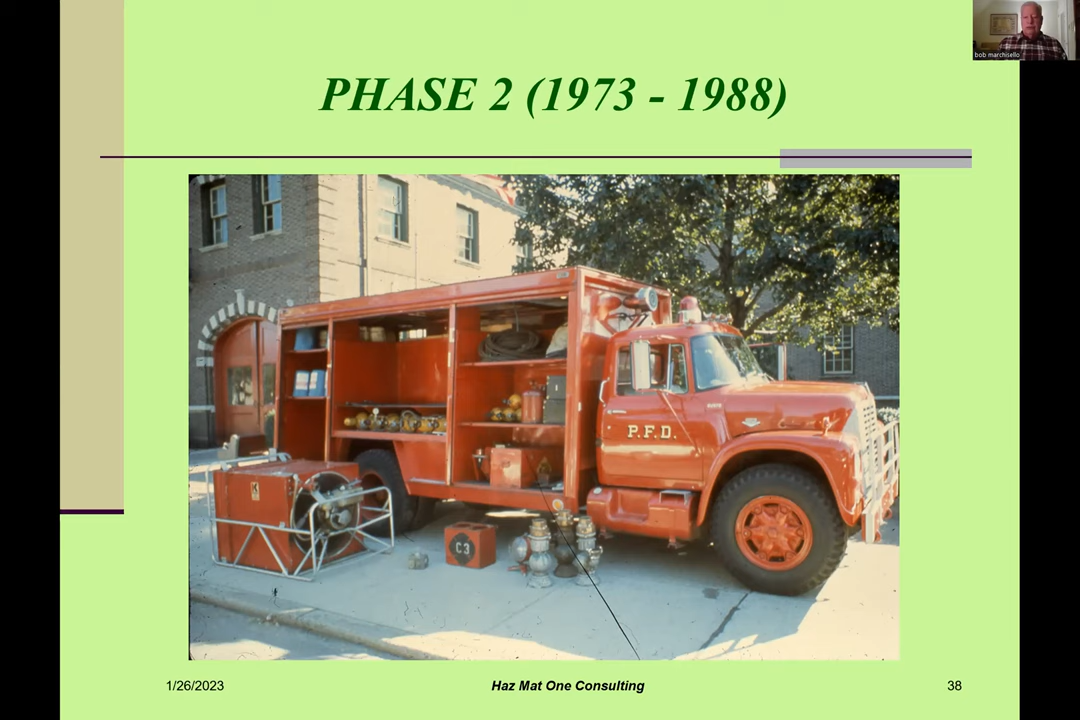 bob marchisello
PHASE 2 (1973 - 1988)
P.F.D.
C3
1/26/2023
Haz Mat One Consulting
38